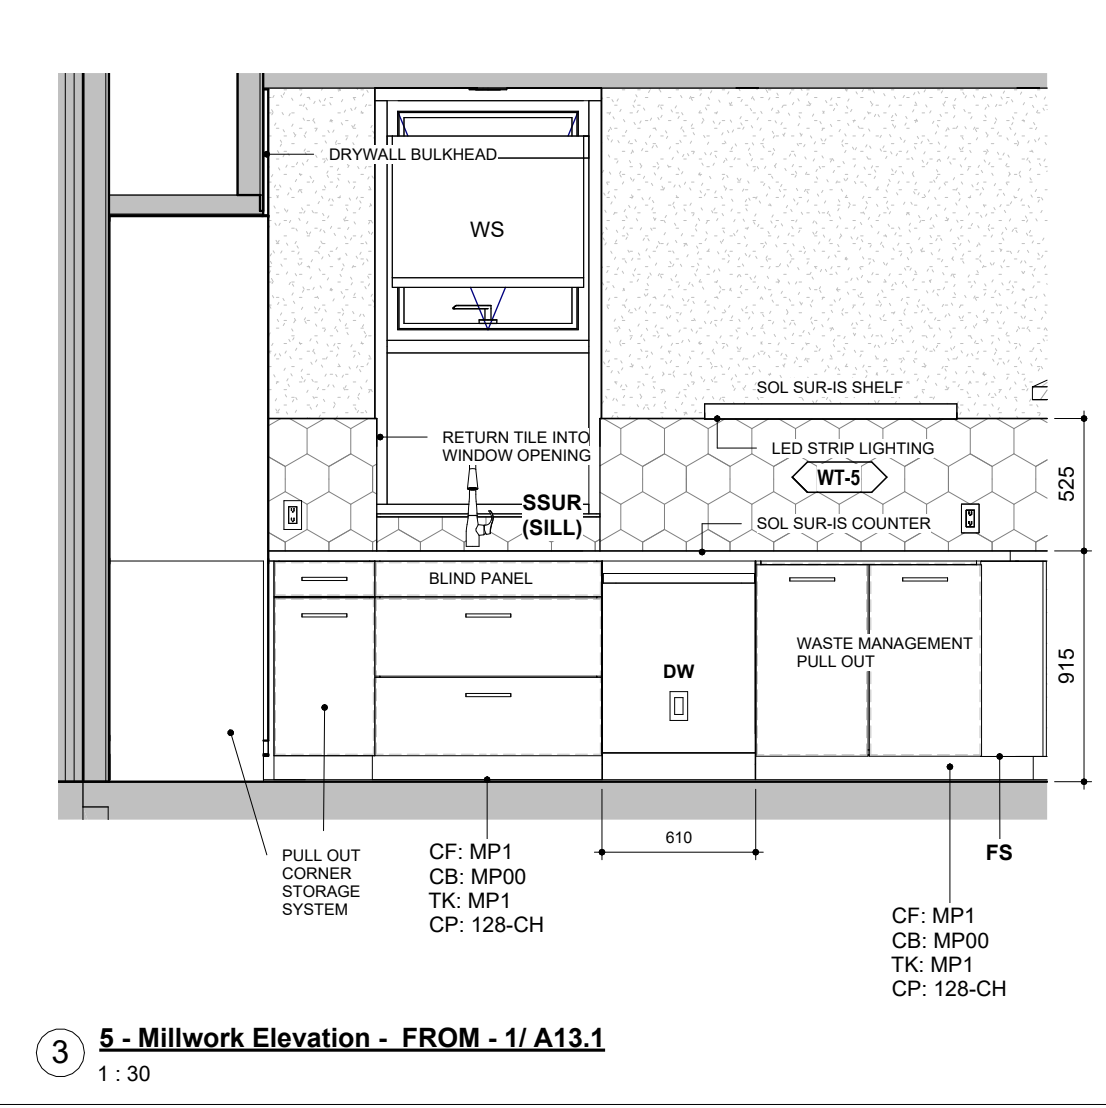 DRYWALL BULKHEAD
WS
SOL SUR-IS SHELF
RETURN TILE INTO
WINDOW OPENING
LED STRIP LIGHTING
WT-5
525
SSUR
(SILL)
SOL SUR-IS COUNTER
BLIND PANEL
WASTE MANAGEMENT
PULL OUT
DW
915
610
PULL OUT
CORNER
STORAGE
SYSTEM
CF: MP1
CB: MP00
TK: MP1
CP: 128-CH
FS
CF: MP1
CB: MP00
TK: MP1
CP: 128-CH
3
5 - Millwork Elevation - FROM - 1/ A13.1
1 : 30